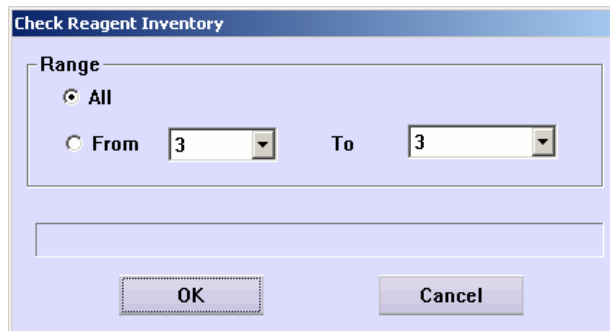 Check Reagent Inventory
Range
All
From 3 To 3
OK Cancel